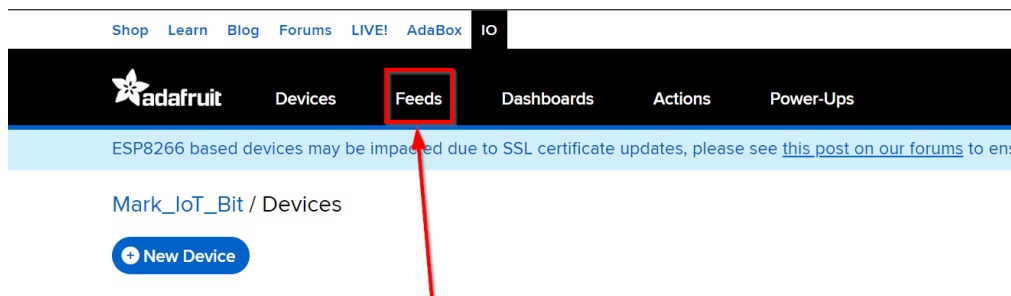 Shop Learn Blog Forums LIVE! AdaBox IO
adafruit Devices Feeds Dashboards Actions Power-Ups
ESP8266 based devices may be impacted due to SSL certificate updates, please see this post on our forums to en
Mark_IoT_Bit / Devices
New Device